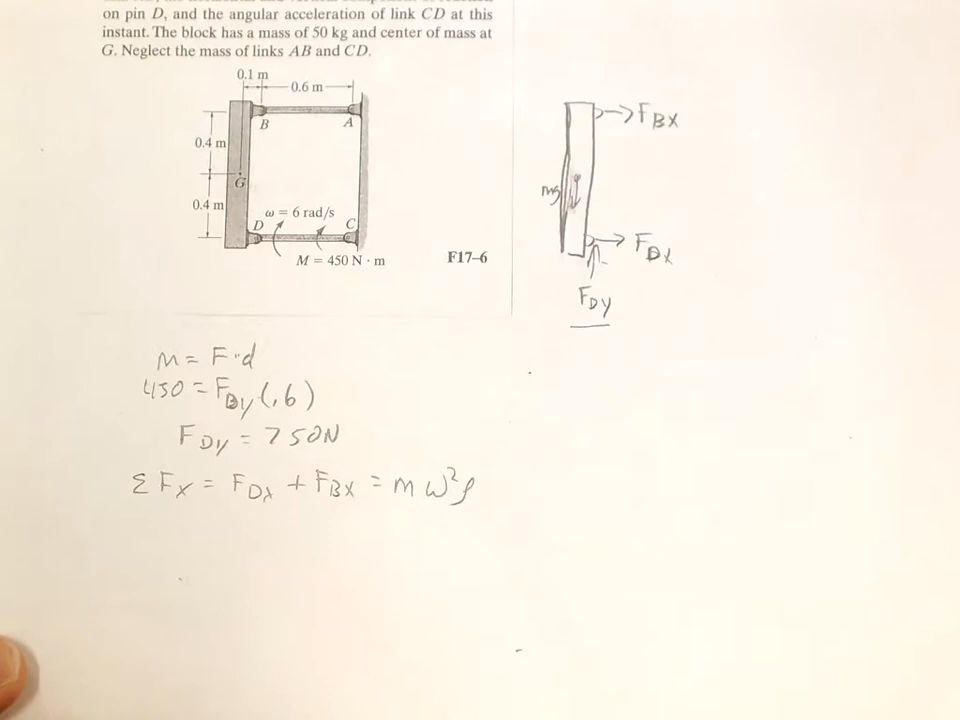 on pin D, and the angular acceleration of link CD at this
instant. The block has a mass of 50 kg and center of mass at
G. Neglect the mass of links AB and CD.
0.1 m
0.6 m
B
A
0.4 m
G
0.4 m
ω = 6 rad/s
D
C
M = 450 N · m
F17–6
FBX
mg
FDX
FDY
M = F·d
450 = FDY(.6)
FDY = 750N
ΣFx = FDX + FBX = mω²ρ